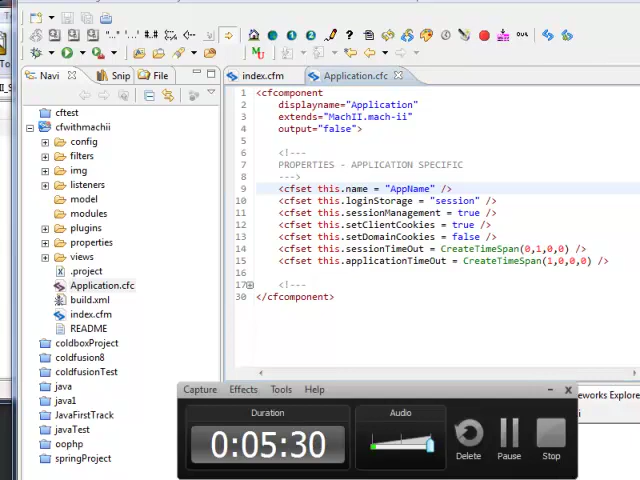 OUT
MU
Navi
Snip
File
index.cfm
Application.cfc
cftest
cfwithmachii
config
filters
img
listeners
model
modules
plugins
properties
views
.project
Application.cfc
build.xml
index.cfm
README
coldboxProject
coldfusion8
coldfusionTest
java
java1
JavaFirstTrack
javaTest
oophp
springProject
1 <cfcomponent
2 displayname="Application"
3 extends="MachII.mach-ii"
4 output="false">
5
6 <!---
7 PROPERTIES - APPLICATION SPECIFIC
8 --->
9 <cfset this.name = "AppName" />
10 <cfset this.loginStorage = "session" />
11 <cfset this.sessionManagement = true />
12 <cfset this.setClientCookies = true />
13 <cfset this.setDomainCookies = false />
14 <cfset this.sessionTimeOut = CreateTimeSpan(0,1,0,0) />
15 <cfset this.applicationTimeOut = CreateTimeSpan(1,0,0,0) />
16
17 <!---
30 </cfcomponent>
Capture Effects Tools Help
Duration
0:05:30
Audio
Delete
Pause
Stop
eworks Explore